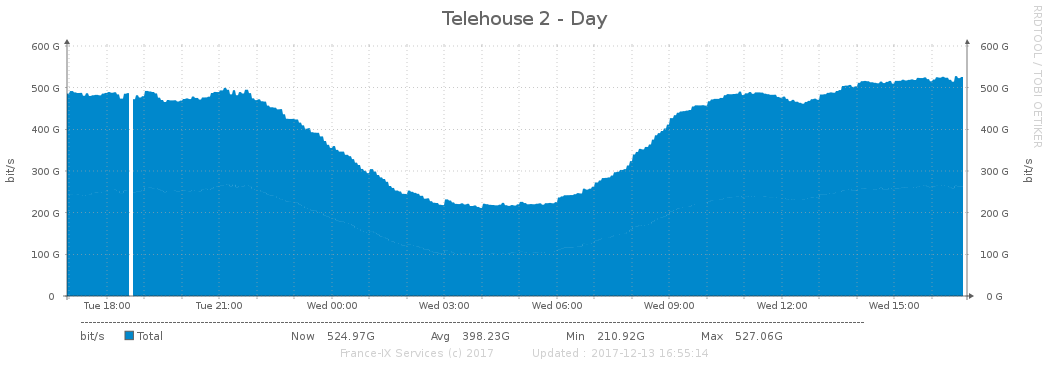 Telehouse 2 - Day
RRDTOOL / TOBI OETIKER
600 G 600 G
500 G 500 G
400 G 400 G
300 G 300 G
200 G 200 G
100 G 100 G
0 0 G
bit/s bit/s
Tue 18:00 Tue 21:00 Wed 00:00 Wed 03:00 Wed 06:00 Wed 09:00 Wed 12:00 Wed 15:00
bit/s Total Now 524.97G Avg 398.23G Min 210.92G Max 527.06G
France-IX Services (c) 2017 Updated : 2017-12-13 16:55:14